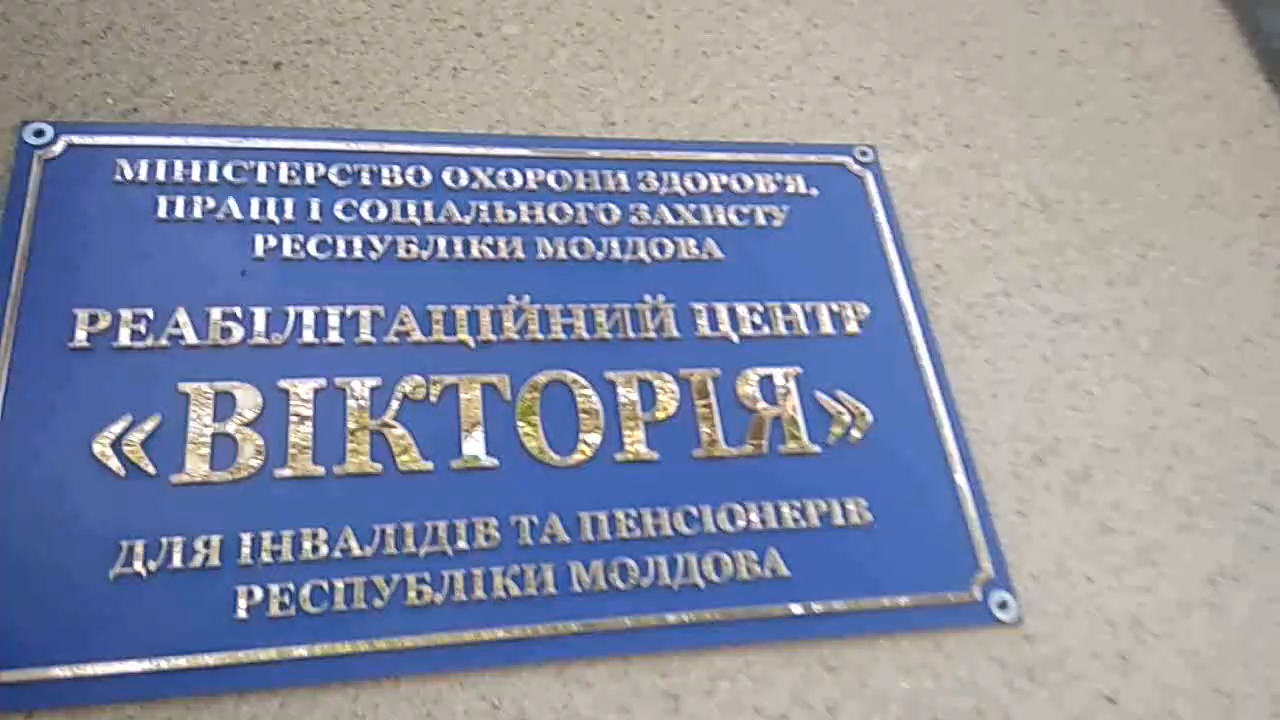 МІНІСТЕРСТВО ОХОРОНИ ЗДОРОВ'Я,
ПРАЦІ І СОЦІАЛЬНОГО ЗАХИСТУ
РЕСПУБЛІКИ МОЛДОВА
РЕАБІЛІТАЦІЙНИЙ ЦЕНТР
«ВІКТОРІЯ»
ДЛЯ ІНВАЛІДІВ ТА ПЕНСІОНЕРІВ
РЕСПУБЛІКИ МОЛДОВА